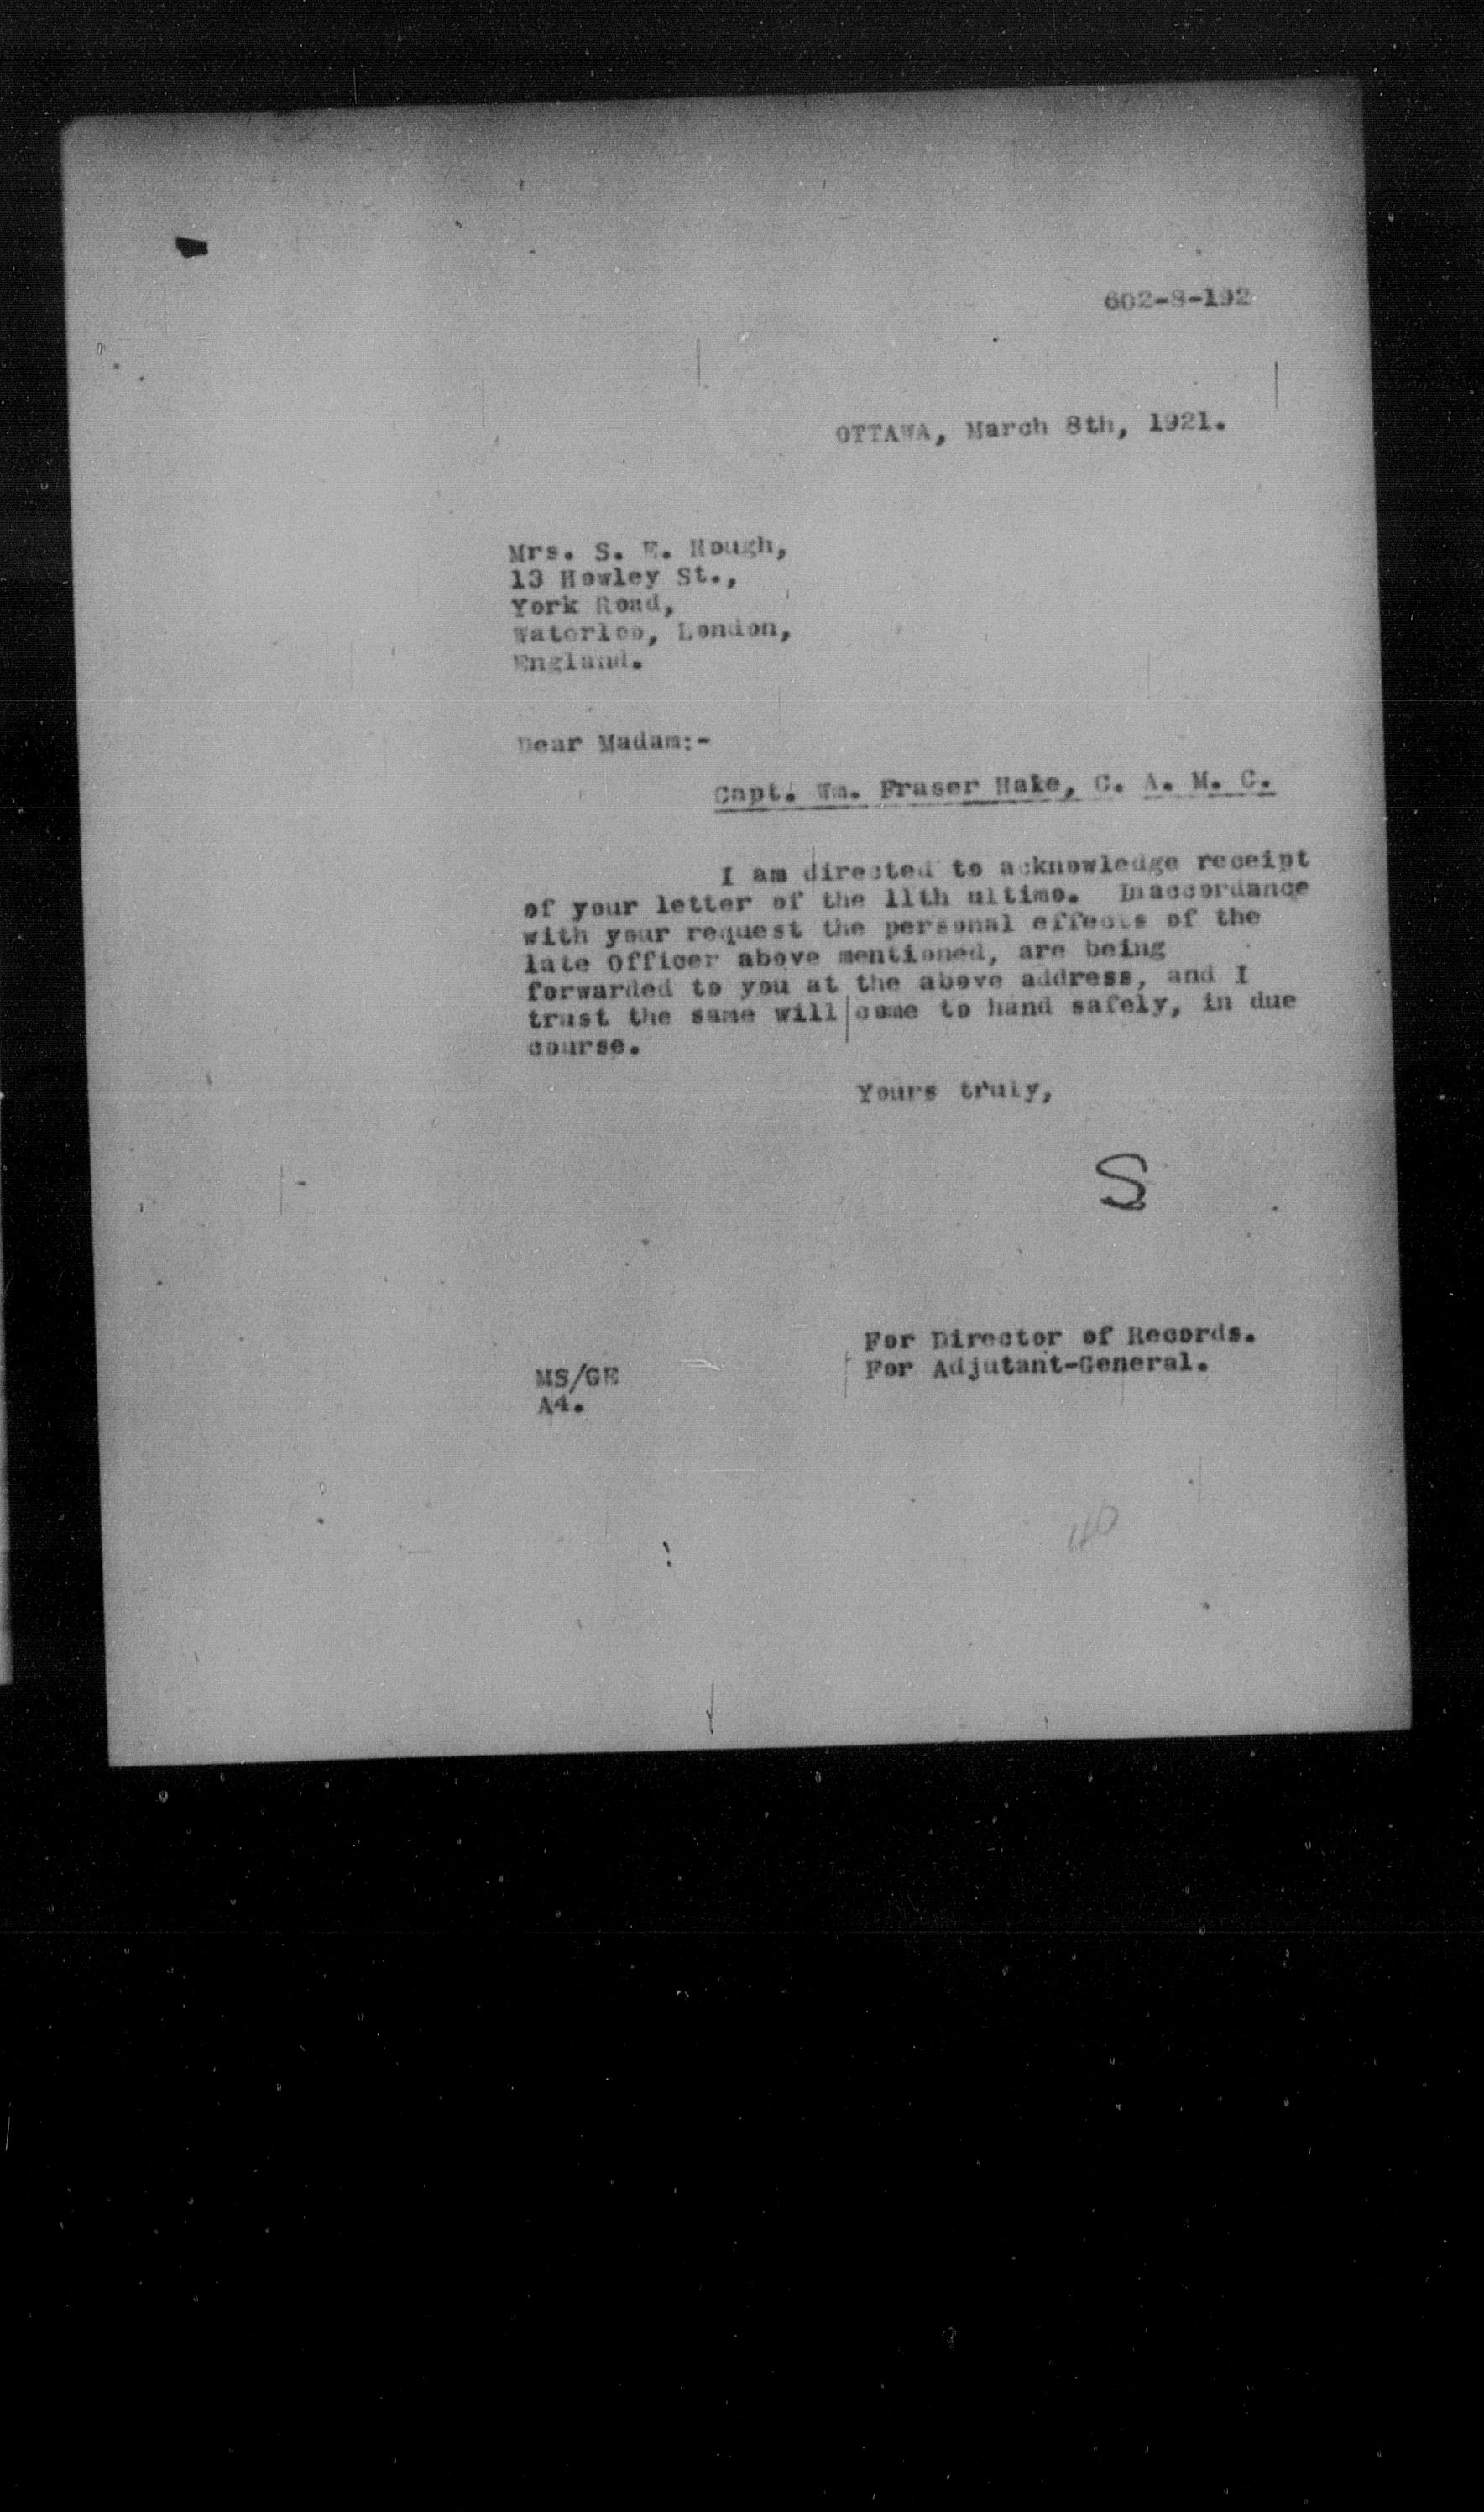 602-8-192
OTTAWA, March 8th, 1921.
Mrs. S. E. Hough,
13 Howley St.,
York Road,
Waterloo, London,
England.
Dear Madam:-
Capt. Wm. Fraser Hake, C. A. M. C.
I am directed to acknowledge receipt
of your letter of the 11th ultimo. Inaccordance
with your request the personal effects of the
late Officer above mentioned, are being
forwarded to you at the above address, and I
trust the same will come to hand safely, in due
course.
Yours truly,
S
For Director of Records.
For Adjutant-General.
MS/GE
A4.